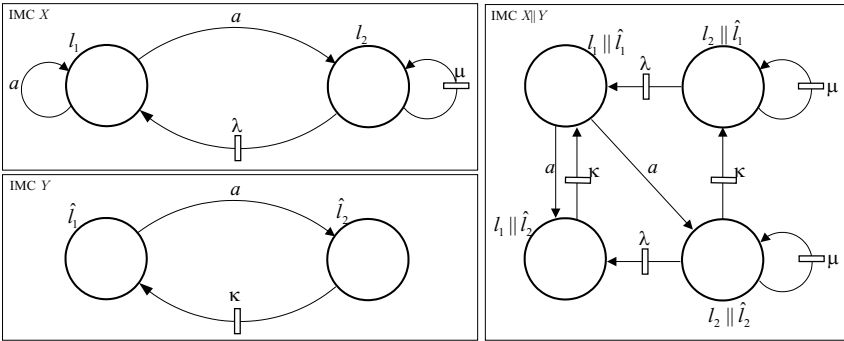 IMC X
l₁
a
l₂
a
μ
λ
IMC Y
l̂₁
a
l̂₂
κ
IMC X||Y
l₁ || l̂₁
l₂ || l̂₁
λ
μ
a
κ
a
κ
l₁ || l̂₂
λ
μ
l₂ || l̂₂